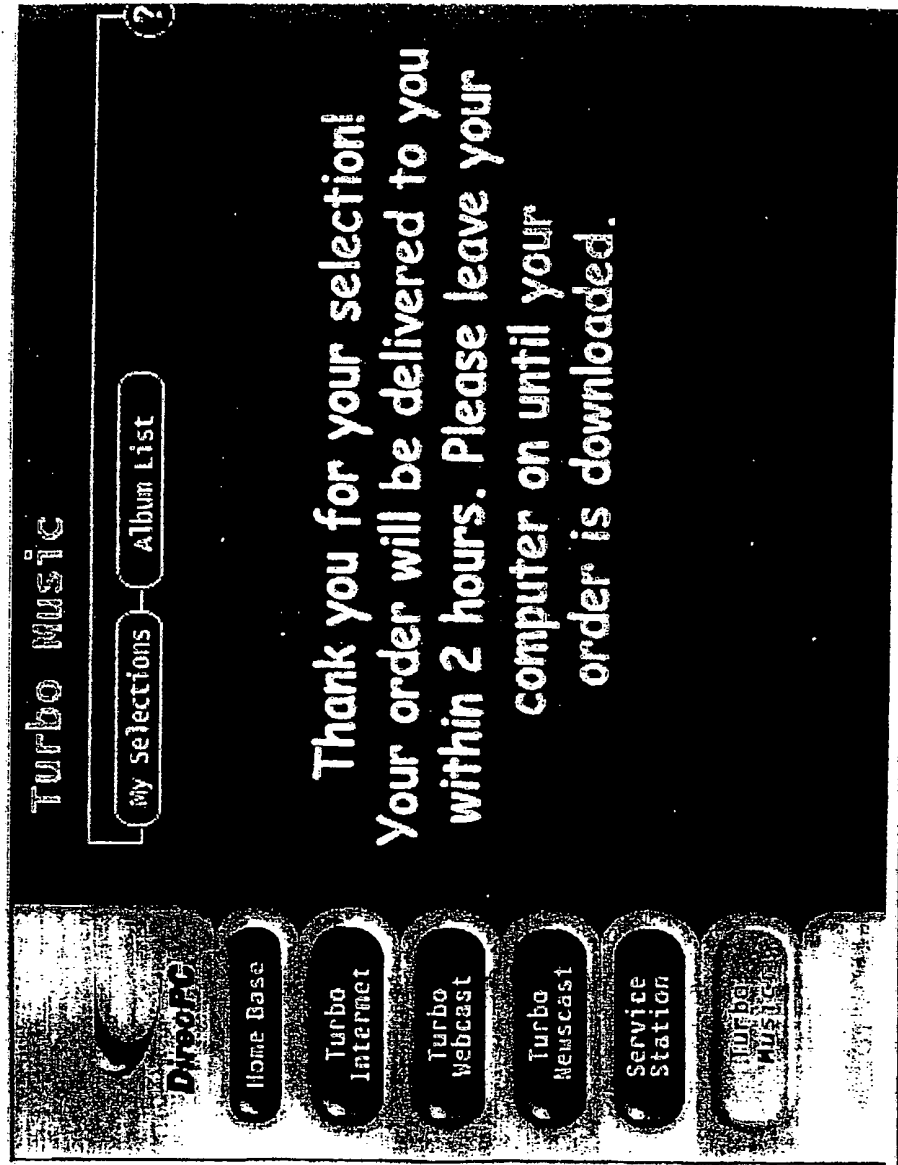 Turbo Music
?
My Selections
Album List
DirecPC
Home Base
Turbo
Internet
Turbo
Webcast
Turbo
Newscast
Service
Station
Turbo
Music
Thank you for your selection!
Your order will be delivered to you
within 2 hours. Please leave your
computer on until your
order is downloaded.